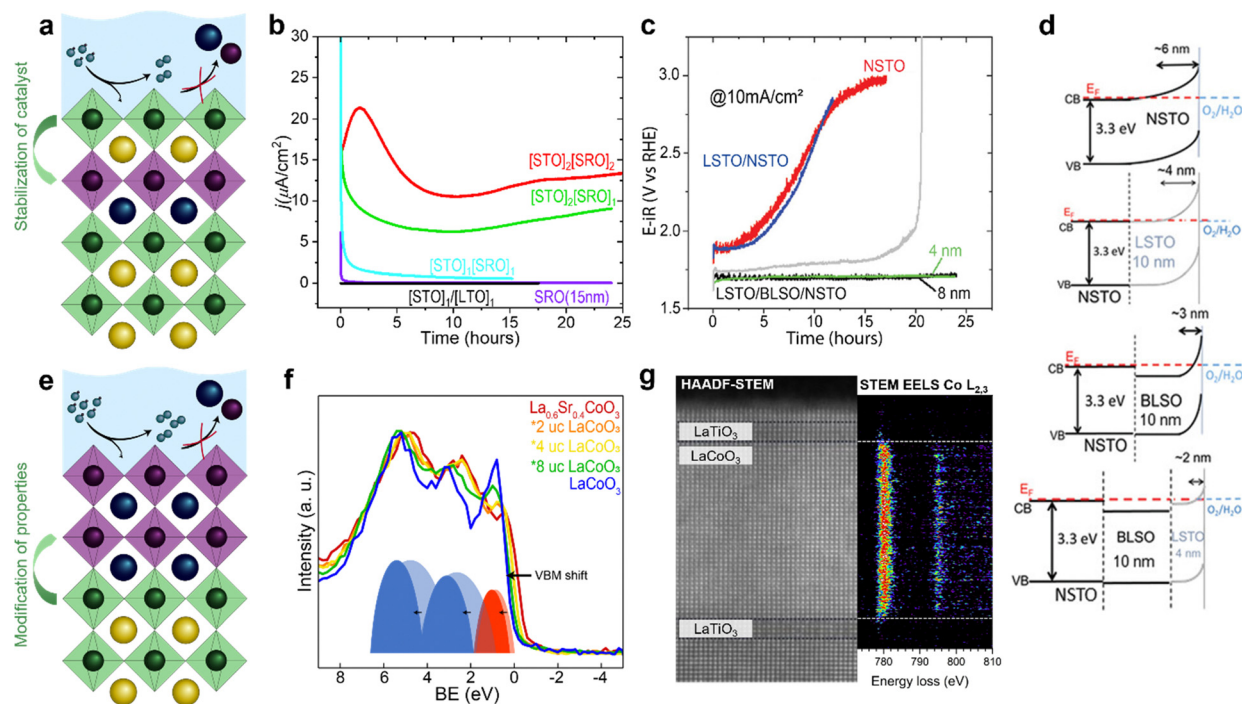 a
Stabilization of catalyst
b
j(μA/cm²)
30
25
20
15
10
5
0
[STO]₂[SRO]₂
[STO]₂[SRO]₁
[STO]₁[SRO]₁
[STO]₁/[LTO]₁
SRO(15nm)
0 5 10 15 20 25
Time (hours)
c
E-iR (V vs RHE)
3.0
2.5
2.0
1.5
@10mA/cm²
NSTO
LSTO/NSTO
4 nm
LSTO/BLSO/NSTO
8 nm
0 5 10 15 20 25
Time (hours)
d
~6 nm
E_F
CB
NSTO
O₂/H₂O
3.3 eV
VB
~4 nm
E_F
CB
O₂/H₂O
3.3 eV
LSTO
10 nm
VB
NSTO
~3 nm
E_F
CB
O₂/H₂O
3.3 eV
BLSO
10 nm
VB
NSTO
~2 nm
E_F
CB
O₂/H₂O
3.3 eV
BLSO
10 nm
LSTO
4 nm
VB
NSTO
e
Modification of properties
f
Intensity (a. u.)
La₀.₆Sr₀.₄CoO₃
*2 uc LaCoO₃
*4 uc LaCoO₃
*8 uc LaCoO₃
LaCoO₃
VBM shift
8 6 4 2 0 -2 -4
BE (eV)
g
HAADF-STEM
STEM EELS Co L₂,₃
LaTiO₃
LaCoO₃
LaTiO₃
780 790 800 810
Energy loss (eV)